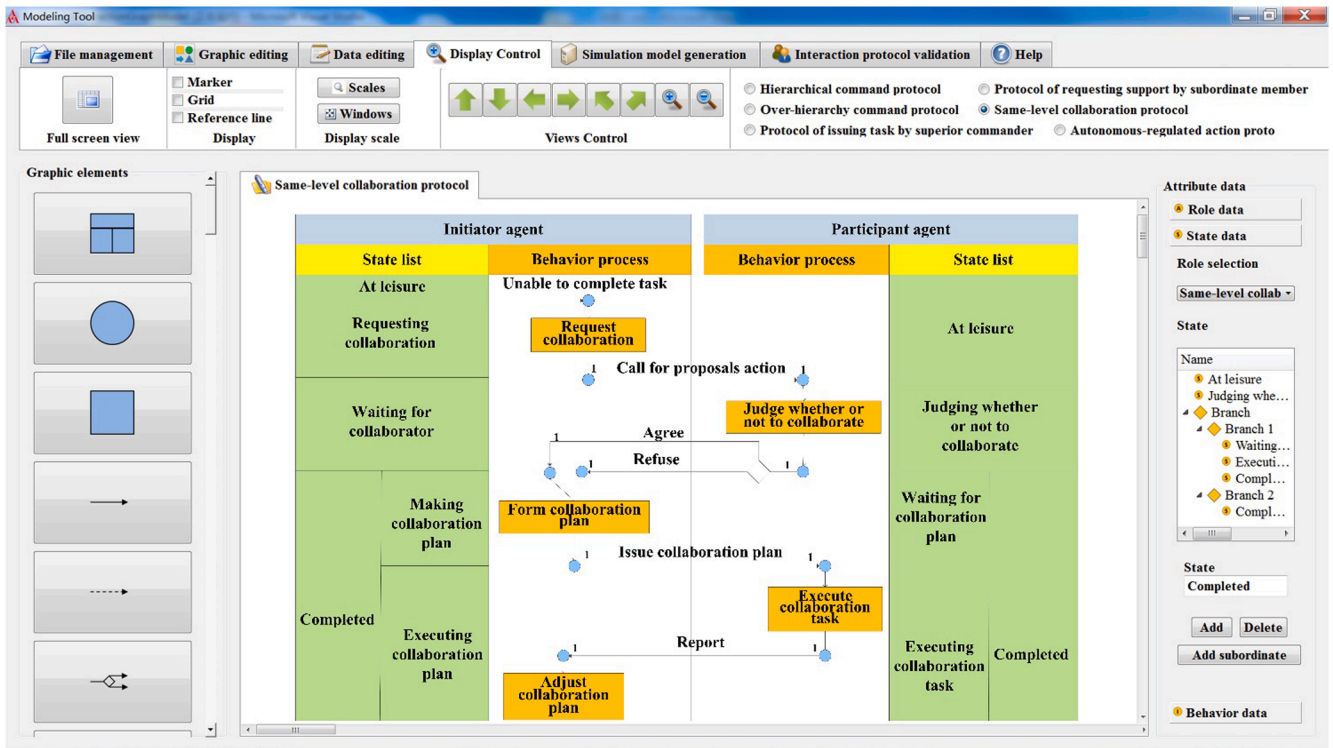 Modeling Tool
File management
Graphic editing
Data editing
Display Control
Simulation model generation
Interaction protocol validation
Help
Full screen view
Marker
Grid
Reference line
Display
Scales
Windows
Display scale
Views Control
Hierarchical command protocol
Protocol of requesting support by subordinate member
Over-hierarchy command protocol
Same-level collaboration protocol
Protocol of issuing task by superior commander
Autonomous-regulated action proto
Graphic elements
Same-level collaboration protocol
Initiator agent
Participant agent
State list
Behavior process
Behavior process
State list
At leisure
Unable to complete task
Requesting
collaboration
Request
collaboration
At leisure
1
Call for proposals action
1
Waiting for
collaborator
Judge whether or
not to collaborate
Judging whether
or not to
collaborate
1
Agree
1
Refuse
1
Making
collaboration
plan
Form collaboration
plan
Waiting for
collaboration
plan
1
Issue collaboration plan
1
Completed
Execute
collaboration
task
Executing
collaboration
plan
1
Report
1
Executing
collaboration
task
Completed
Adjust
collaboration
plan
Attribute data
Role data
State data
Role selection
Same-level collab
State
Name
At leisure
Judging whe...
Branch
Branch 1
Waiting...
Executi...
Compl...
Branch 2
Compl...
State
Completed
Add
Delete
Add subordinate
Behavior data